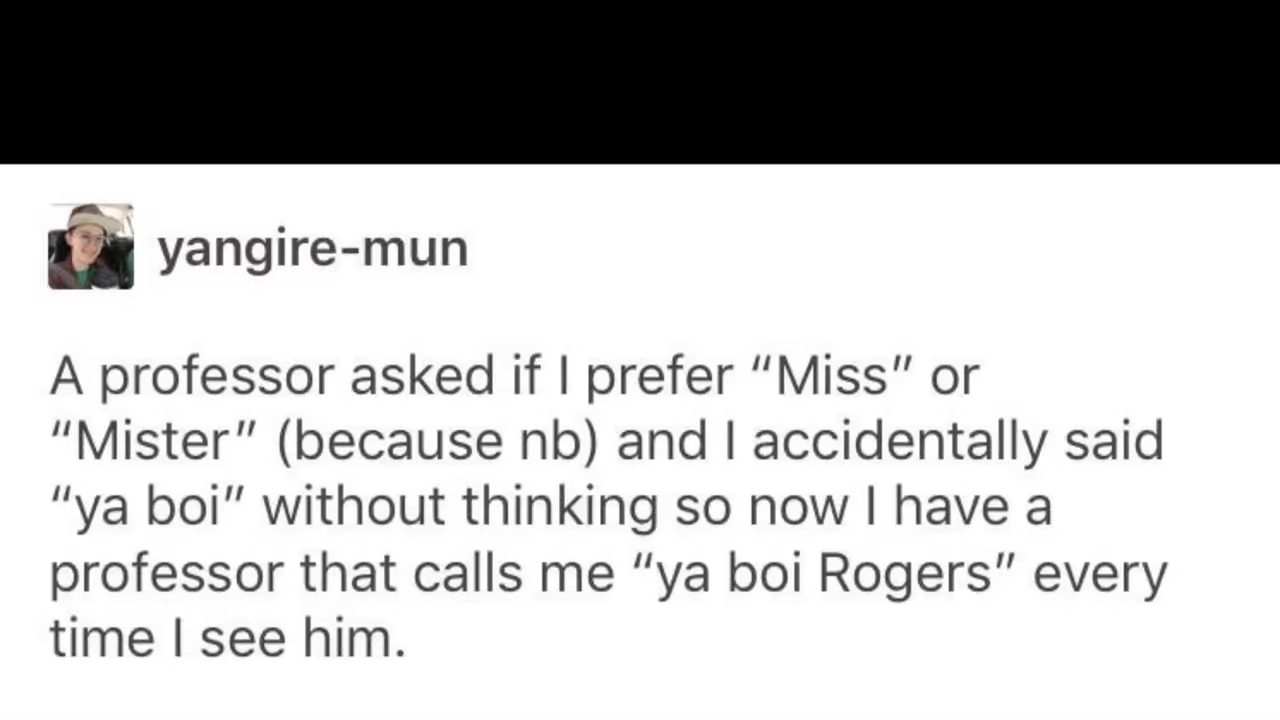 yangire-mun
A professor asked if I prefer “Miss” or
“Mister” (because nb) and I accidentally said
“ya boi” without thinking so now I have a
professor that calls me “ya boi Rogers” every
time I see him.